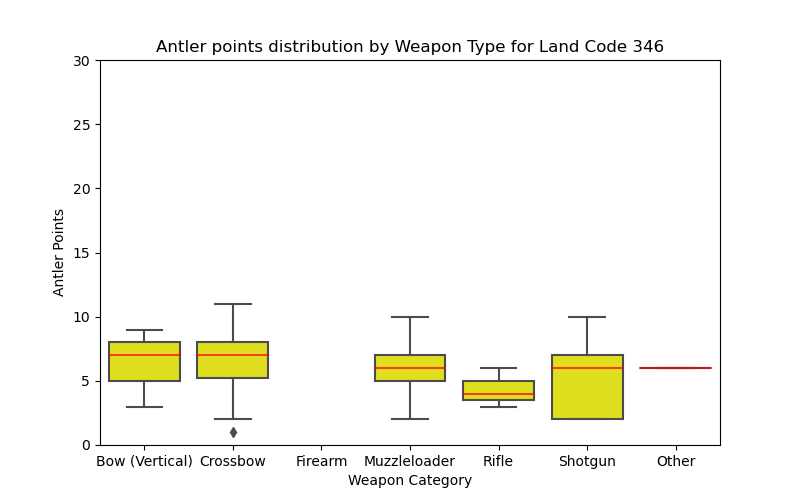 Antler points distribution by Weapon Type for Land Code 346
30
25
20
15
10
5
0
Antler Points
Bow (Vertical) Crossbow Firearm Muzzleloader Rifle Shotgun Other
Weapon Category